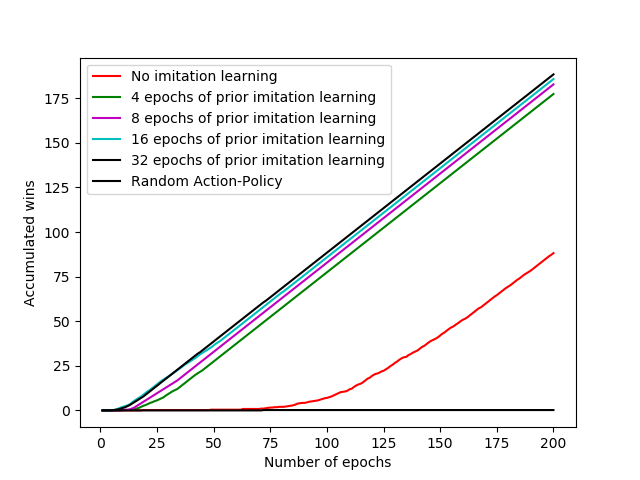 No imitation learning
4 epochs of prior imitation learning
8 epochs of prior imitation learning
16 epochs of prior imitation learning
32 epochs of prior imitation learning
Random Action-Policy
Accumulated wins
175
150
125
100
75
50
25
0
0 25 50 75 100 125 150 175 200
Number of epochs